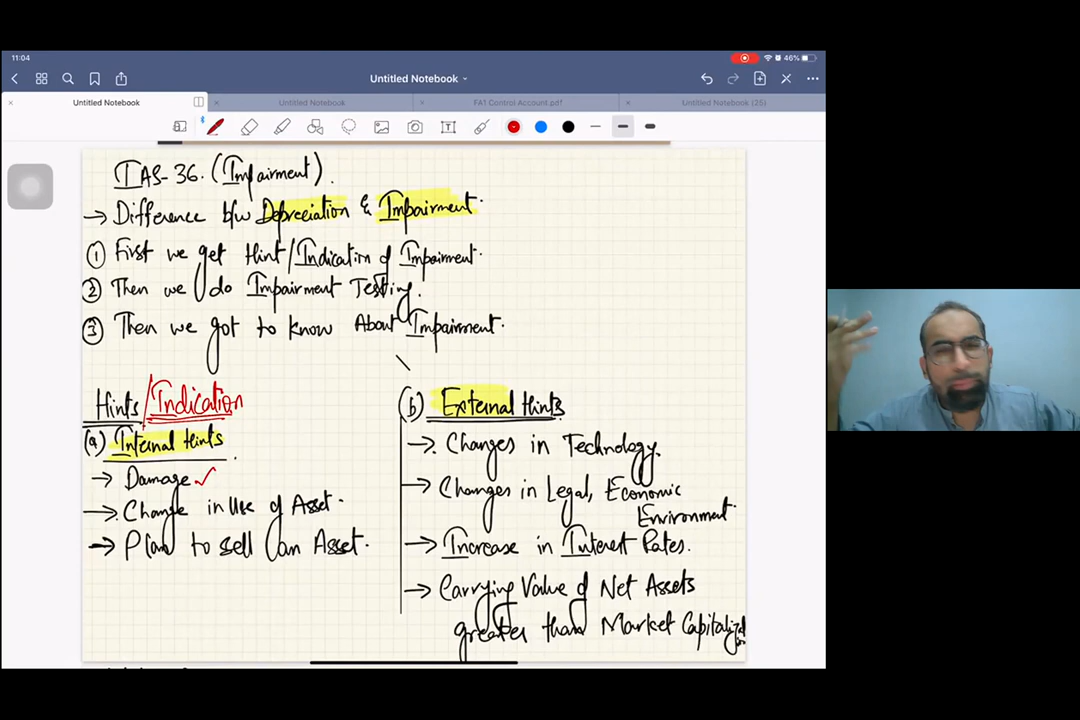 11:04
46%
Untitled Notebook
Untitled Notebook
Untitled Notebook
FA1 Control Account.pdf
Untitled Notebook (25)
IAS-36. (Impairment).
→ Difference b/w Depreciation & Impairment.
① First we get Hint/Indication of Impairment.
② Then we do Impairment Testing.
③ Then we got to know About Impairment.
Hints/Indication
(a) Internal Hints
→ Damage ✓
→ Change in Use of Asset.
→ Plan to sell an Asset.
(b) External Hints
→ Changes in Technology.
→ Changes in Legal, Economic
Environment.
→ Increase in Interest Rates.
→ Carrying Value of Net Assets
greater than Market Capitalization